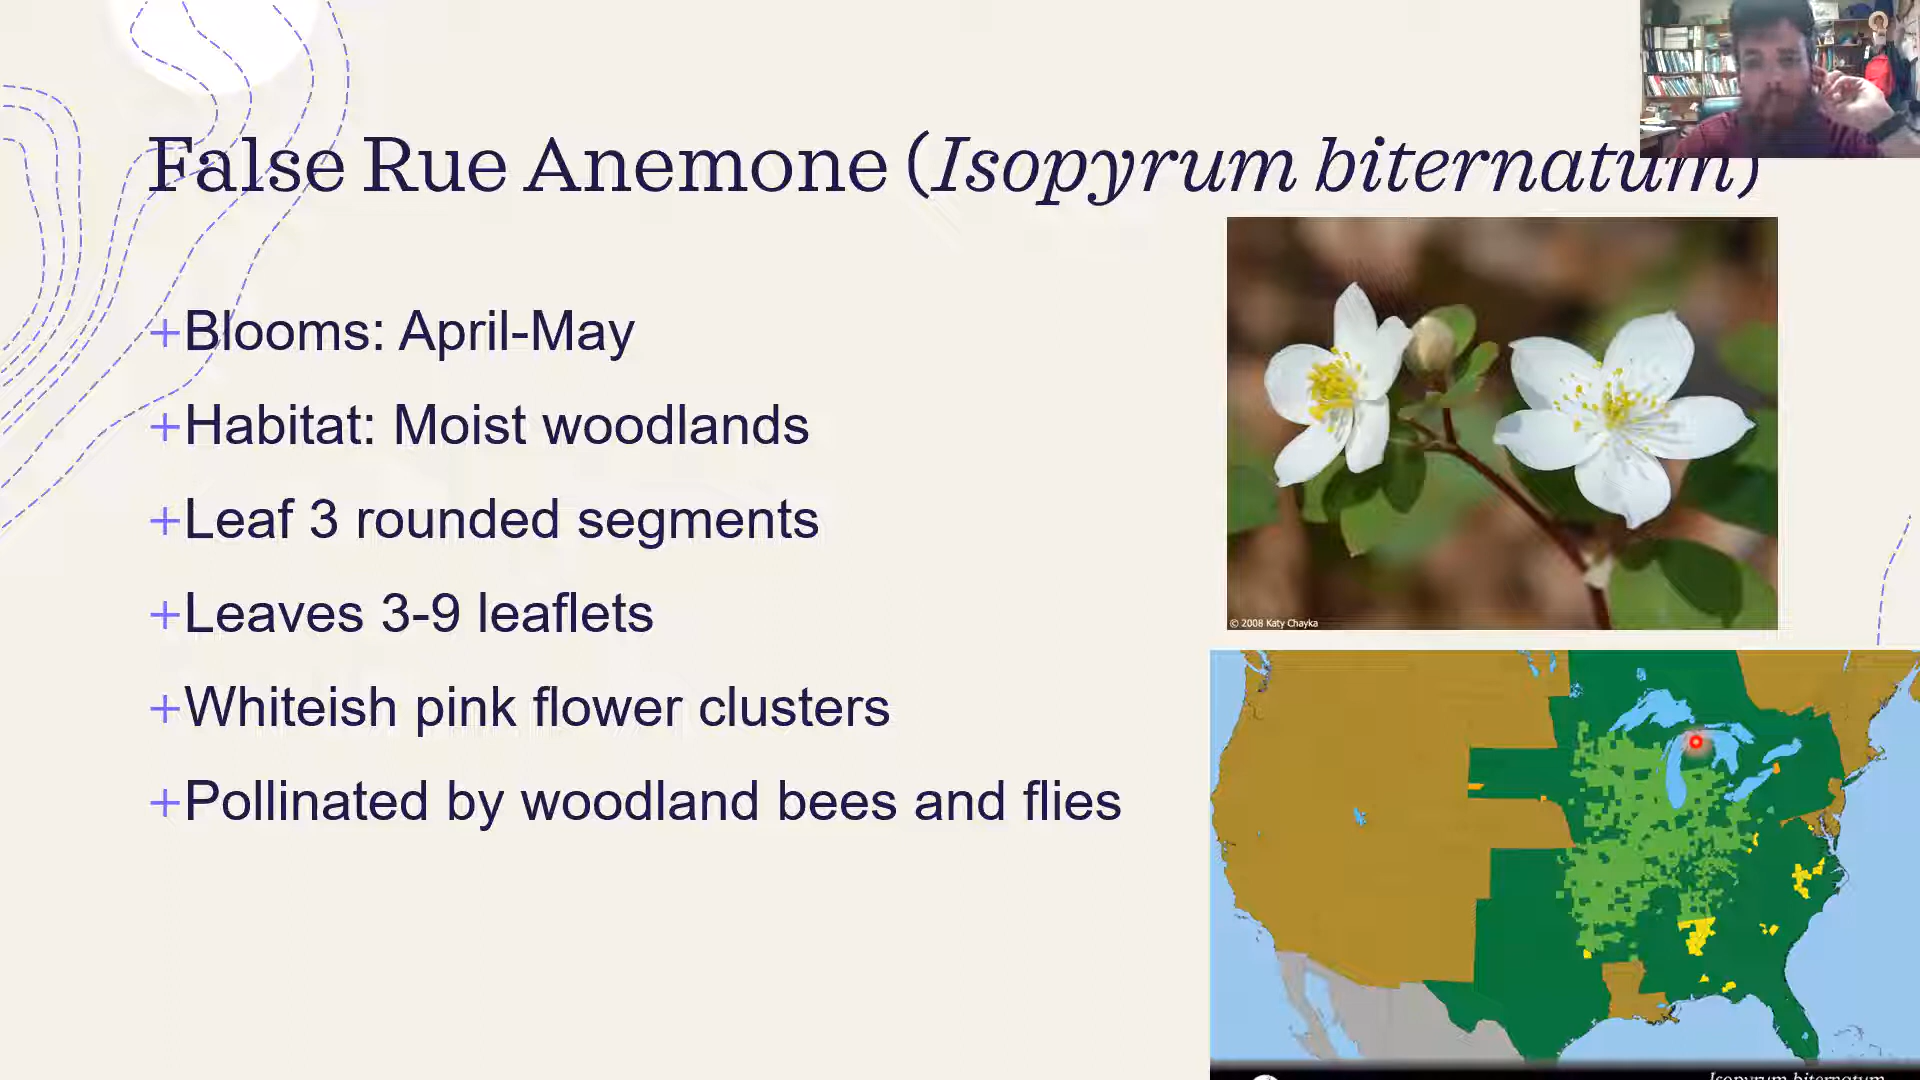 False Rue Anemone (Isopyrum biternatum)
+Blooms: April-May
+Habitat: Moist woodlands
+Leaf 3 rounded segments
+Leaves 3-9 leaflets
+Whiteish pink flower clusters
+Pollinated by woodland bees and flies
© 2008 Katy Chayka
Isopyrum biternatum